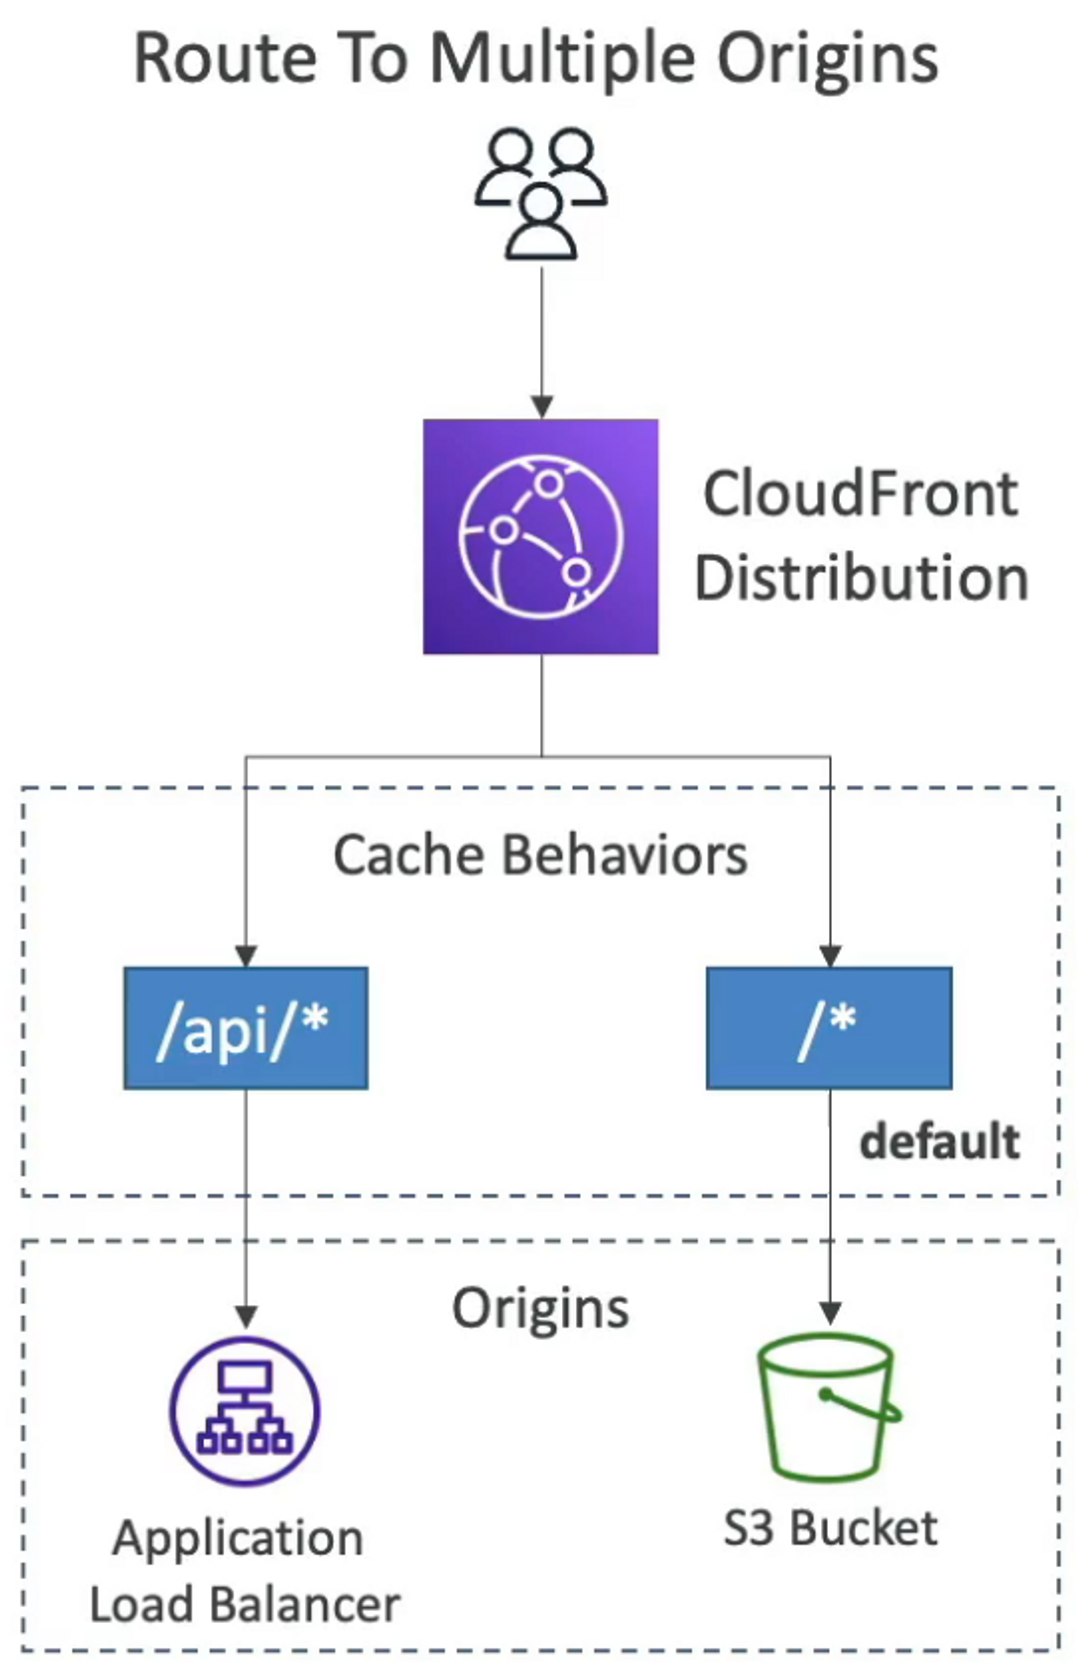 Route To Multiple Origins
CloudFront
Distribution
Cache Behaviors
/api/*
/*
default
Origins
Application
Load Balancer
S3 Bucket